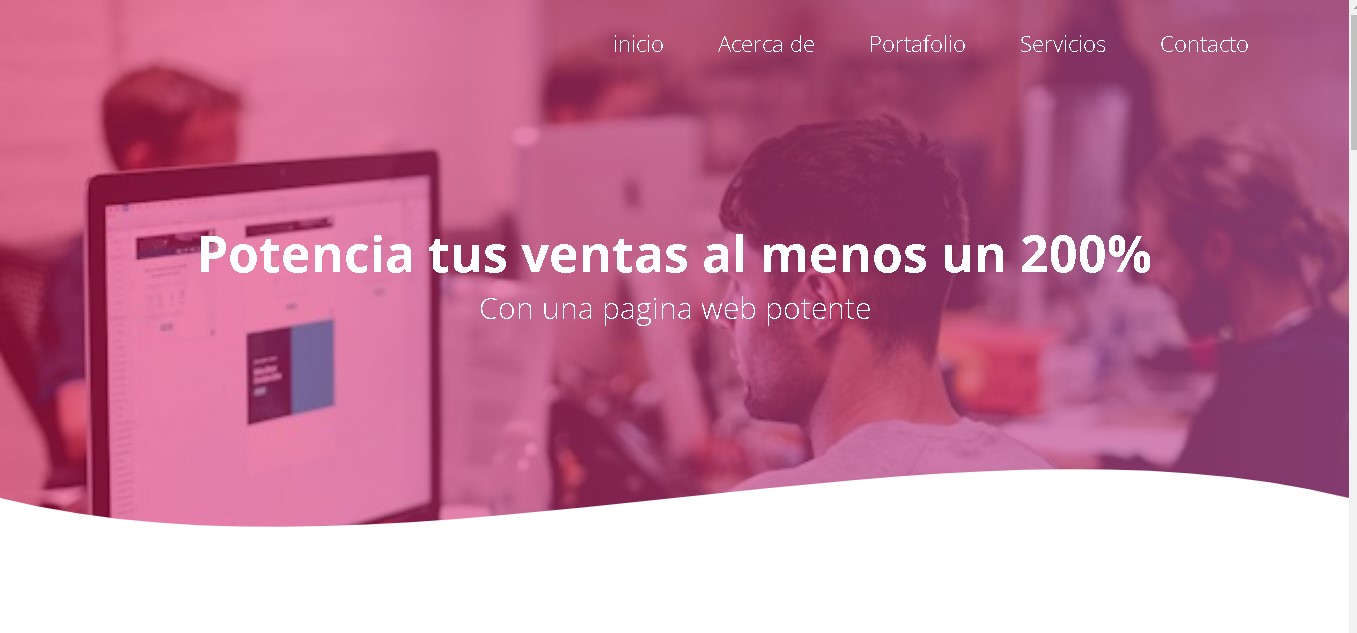 inicio Acerca de Portafolio Servicios Contacto
Potencia tus ventas al menos un 200%
Con una pagina web potente